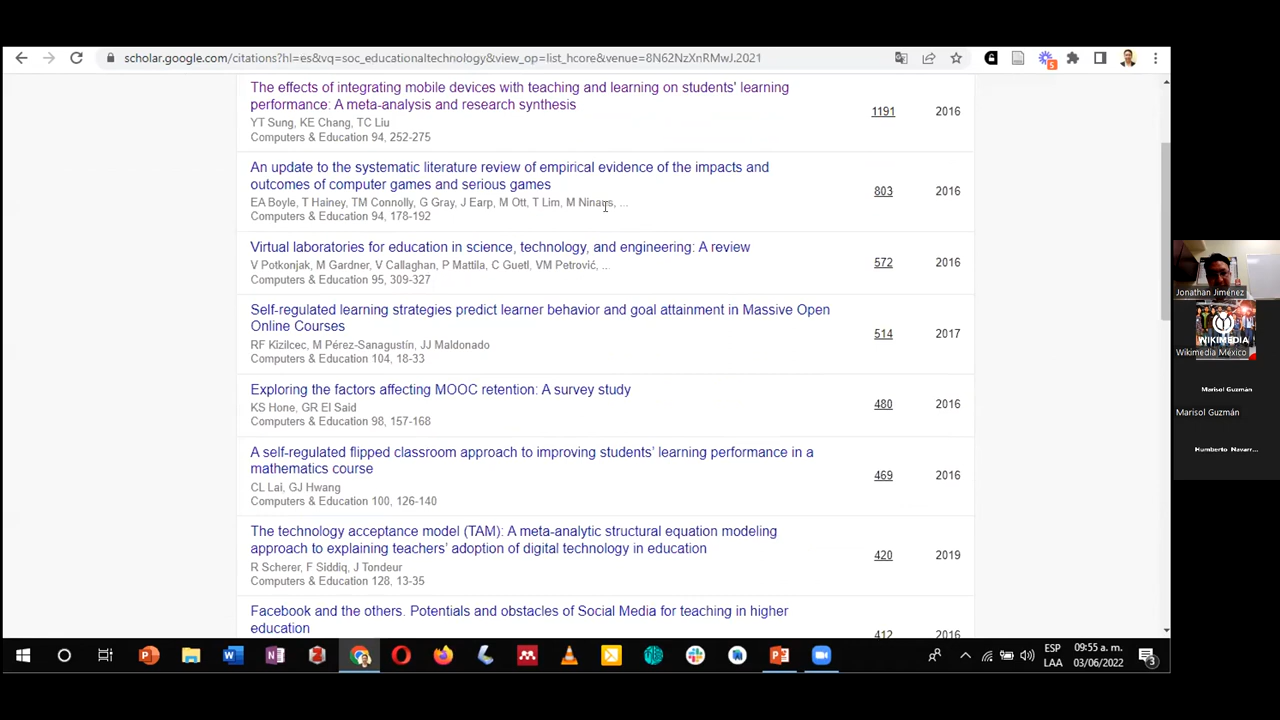 scholar.google.com/citations?hl=es&vq=soc_educationaltechnology&view_op=list_hcore&venue=8N62NzXnRMwJ.2021
5
The effects of integrating mobile devices with teaching and learning on students' learning
performance: A meta-analysis and research synthesis
1191
2016
YT Sung, KE Chang, TC Liu
Computers & Education 94, 252-275
An update to the systematic literature review of empirical evidence of the impacts and
outcomes of computer games and serious games
803
2016
EA Boyle, T Hainey, TM Connolly, G Gray, J Earp, M Ott, T Lim, M Ninaus, ...
Computers & Education 94, 178-192
Virtual laboratories for education in science, technology, and engineering: A review
572
2016
V Potkonjak, M Gardner, V Callaghan, P Mattila, C Guetl, VM Petrović, ...
Computers & Education 95, 309-327
Self-regulated learning strategies predict learner behavior and goal attainment in Massive Open
Online Courses
514
2017
RF Kizilcec, M Pérez-Sanagustín, JJ Maldonado
Computers & Education 104, 18-33
Exploring the factors affecting MOOC retention: A survey study
480
2016
KS Hone, GR El Said
Computers & Education 98, 157-168
A self-regulated flipped classroom approach to improving students' learning performance in a
mathematics course
469
2016
CL Lai, GJ Hwang
Computers & Education 100, 126-140
The technology acceptance model (TAM): A meta-analytic structural equation modeling
approach to explaining teachers' adoption of digital technology in education
420
2019
R Scherer, F Siddiq, J Tondeur
Computers & Education 128, 13-35
Facebook and the others. Potentials and obstacles of Social Media for teaching in higher
education
412
2016
Jonathan Jiménez
WIKIMEDIA
Wikimedia México
Marisol Guzmán
Marisol Guzmán
Humberto Navarr...
ESP
LAA
09:55 a. m.
03/06/2022
3